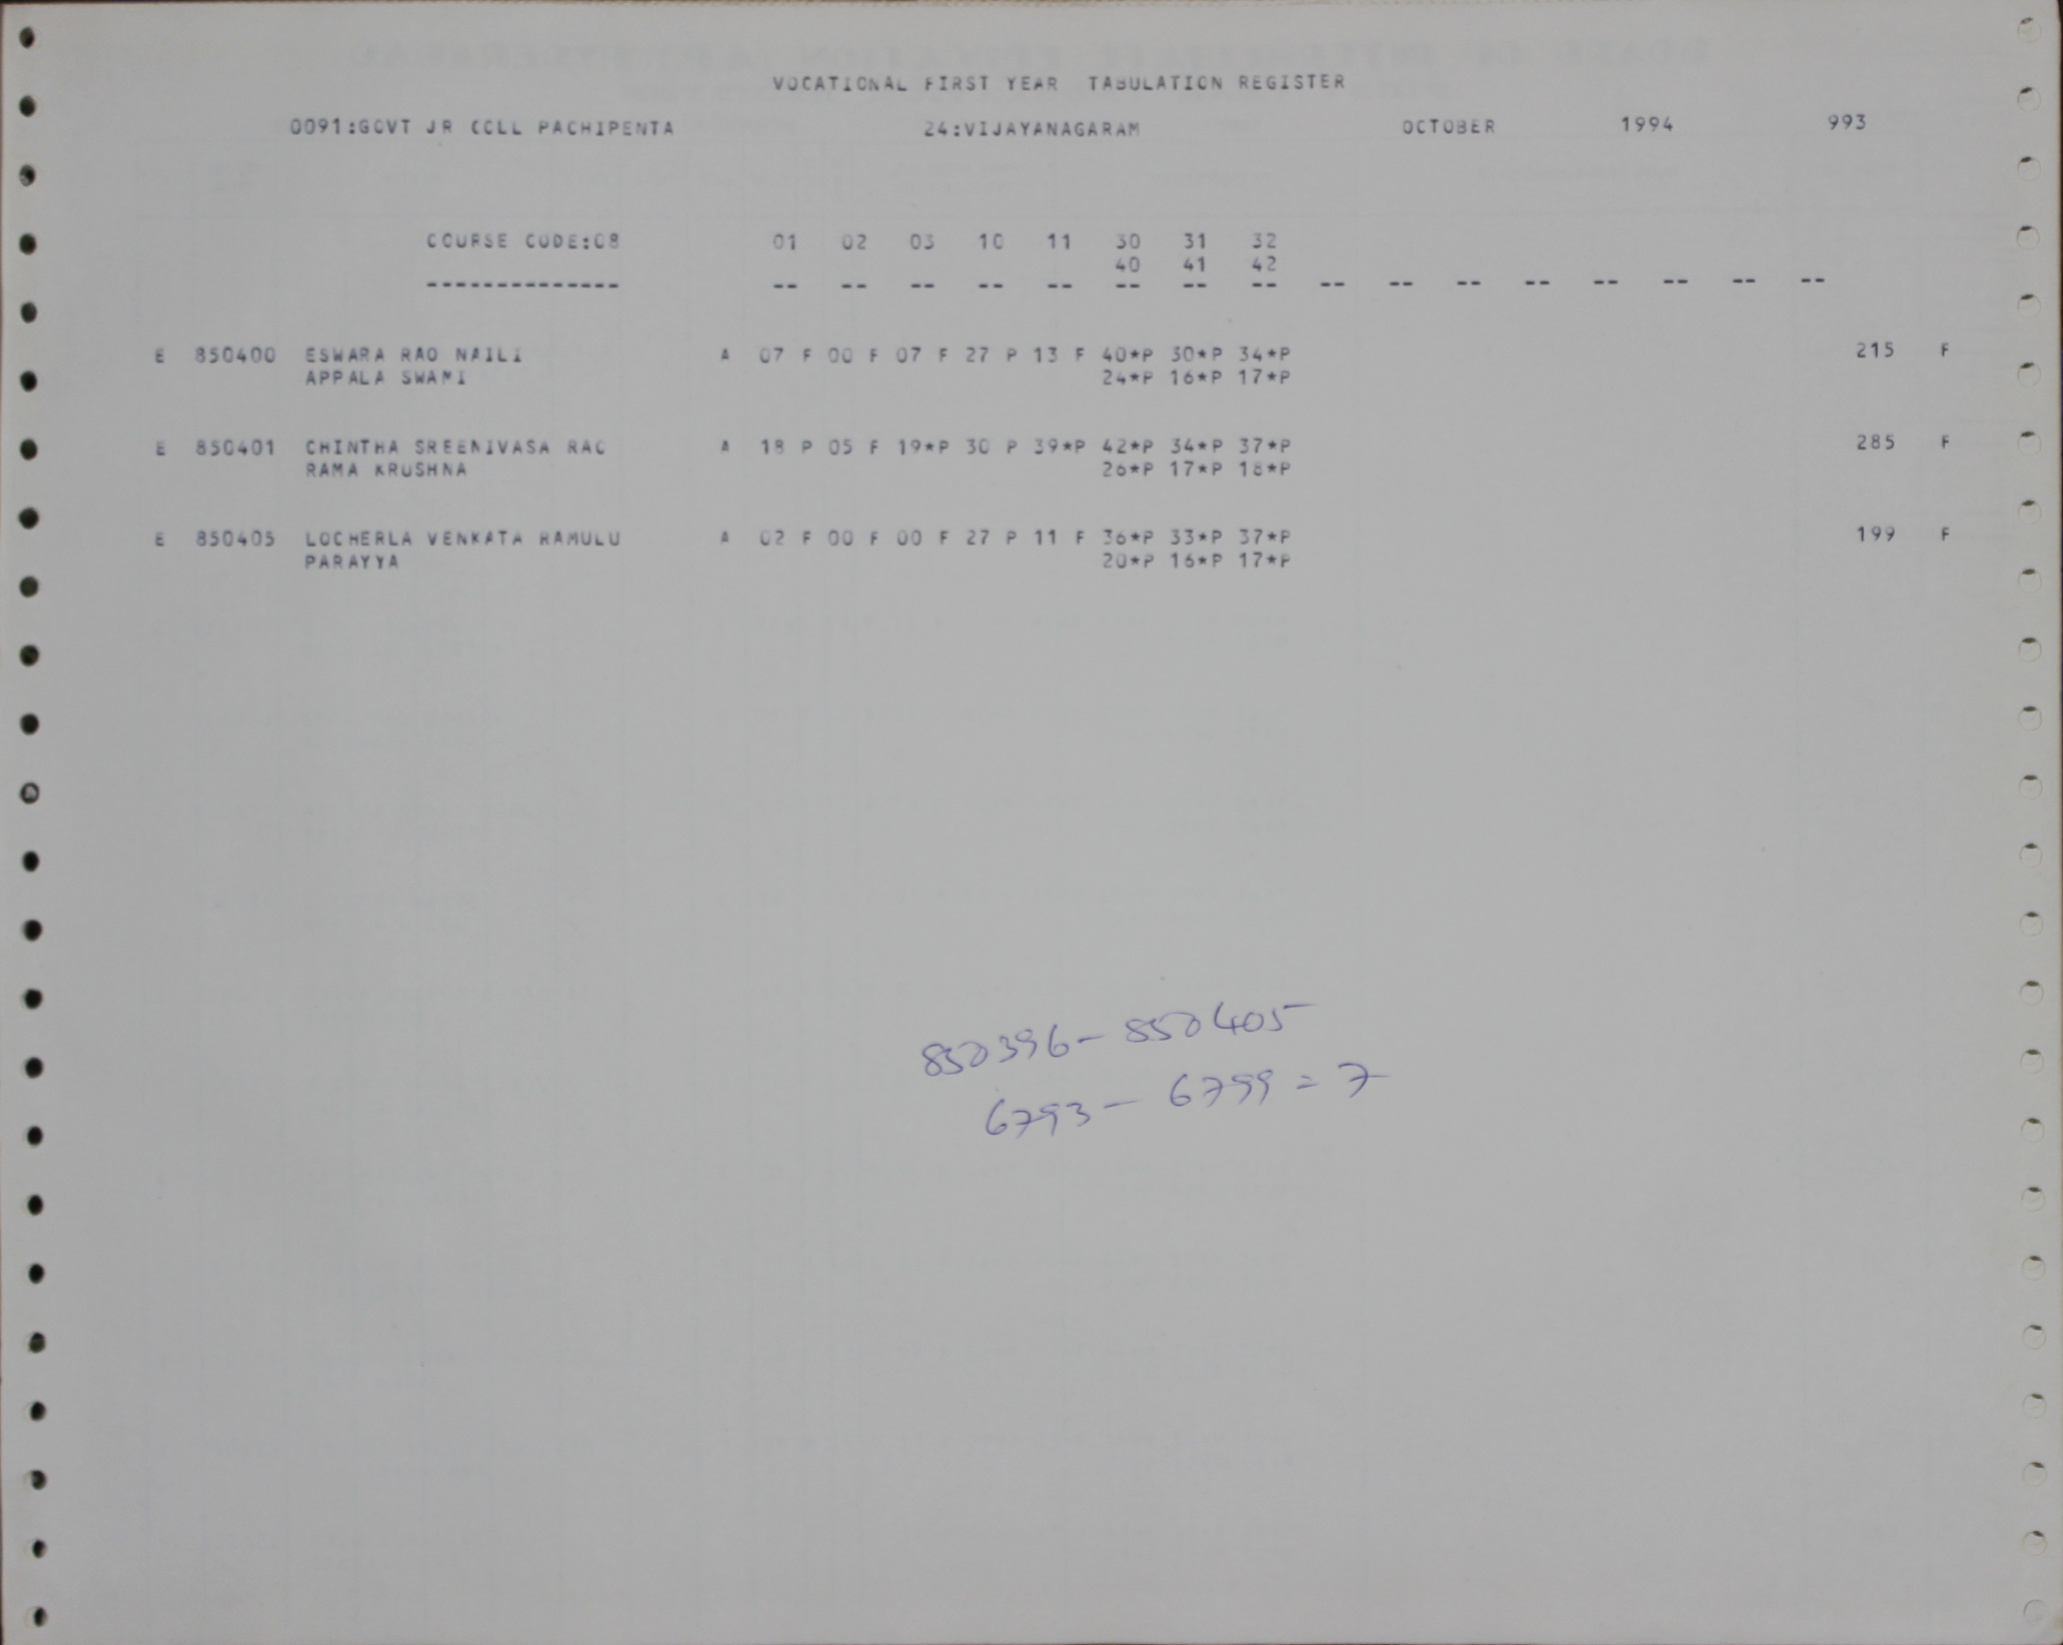 VOCATIONAL FIRST YEAR TABULATION REGISTER
0091:GOVT JR COLL PACHIPENTA 24:VIJAYANAGARAM OCTOBER 1994 993
COURSE CODE:08 01 02 03 10 11 30 31 32
40 41 42
-------------- -- -- -- -- -- -- -- -- -- -- -- -- -- -- -- --
E 850400 ESWARA RAO NAILI A 07 F 00 F 07 F 27 P 13 F 40*P 30*P 34*P 215 F
APPALA SWAMI 24*P 16*P 17*P
E 850401 CHINTHA SREENIVASA RAO A 18 P 05 F 19*P 30 P 39*P 42*P 34*P 37*P 285 F
RAMA KRUSHNA 26*P 17*P 18*P
E 850405 LOCHERLA VENKATA RAMULU A 02 F 00 F 00 F 27 P 11 F 36*P 33*P 37*P 199 F
PARAYYA 20*P 16*P 17*P
850396 - 850405
6793 - 6799 = 7